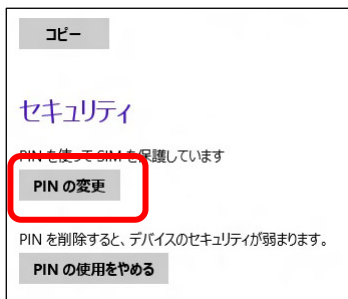 コピー
セキュリティ
PIN を使って SIM を保護しています
PIN の変更
PIN を削除すると、デバイスのセキュリティが弱まります。
PIN の使用をやめる